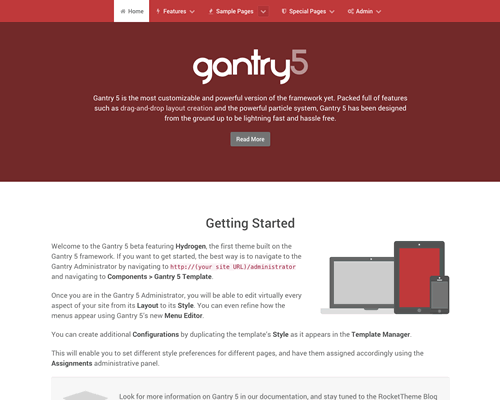 Home Features Sample Pages Special Pages Admin
gantry5
Gantry 5 is the most customizable and powerful version of the framework yet. Packed full of features
such as drag-and-drop layout creation and the powerful particle system, Gantry 5 has been designed
from the ground up to be lightning fast and hassle free.
Read More
Getting Started
Welcome to the Gantry 5 beta featuring Hydrogen, the first theme built on the
Gantry 5 framework. If you want to get started, the best way is to navigate to the
Gantry Administrator by navigating to http://(your site URL)/administrator
and navigating to Components > Gantry 5 Template.
Once you are in the Gantry 5 Administrator, you will be able to edit virtually every
aspect of your site from its Layout to its Style. You can even refine how the
menus appear using Gantry 5's new Menu Editor.
You can create additional Configurations by duplicating the template's Style as it appears in the Template Manager.
This will enable you to set different style preferences for different pages, and have them assigned accordingly using the
Assignments administrative panel.
Look for more information on Gantry 5 in our documentation, and stay tuned to the RocketTheme Blog